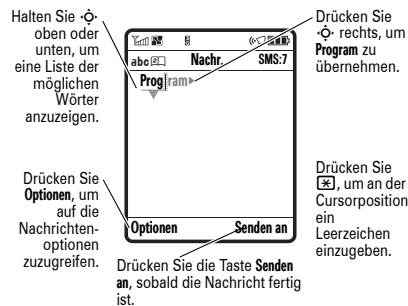 Halten Sie
oben oder
unten, um
eine Liste der
möglichen
Wörter
anzuzeigen.
Drücken Sie
rechts, um
Program zu
übernehmen.
abc Nachr. SMS:7
Program
Drücken Sie
Optionen, um
auf die
Nachrichten-
optionen
zuzugreifen.
Drücken Sie
*, um an der
Cursorposition
ein
Leerzeichen
einzugeben.
Optionen Senden an
Drücken Sie die Taste Senden
an, sobald die Nachricht fertig
ist.